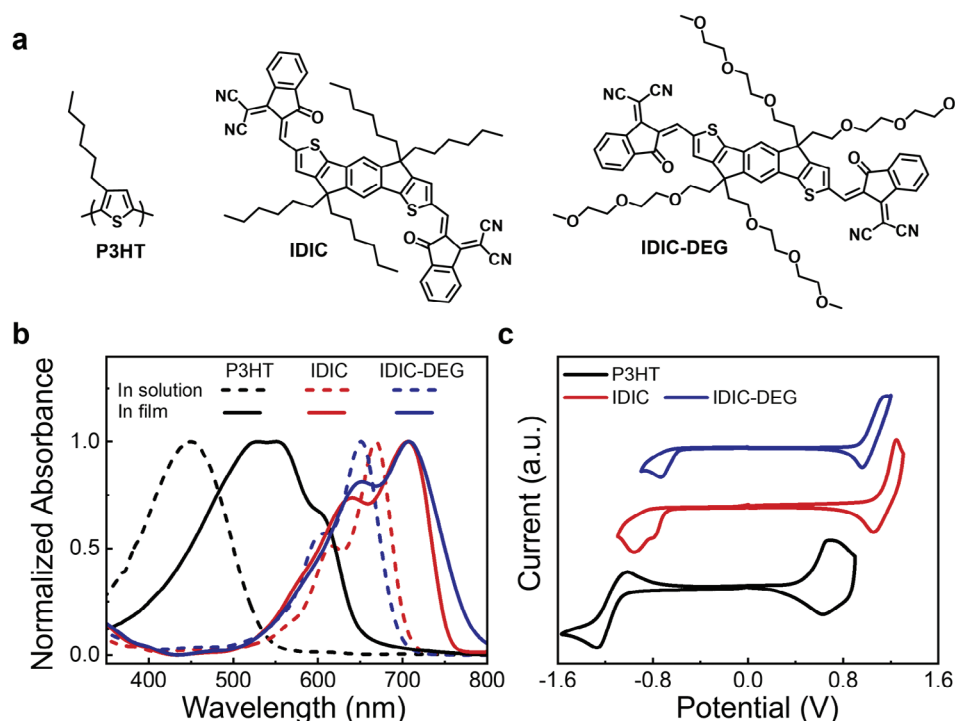 a
O
O
O
O
O
O
NC
CN
O
NC
CN
NC
CN
O
O
O
O
S
S
O
S
S
O
S
O
O
O
O
O
NC
CN
O
CN
CN
P3HT
IDIC
IDIC-DEG
O
O
b
c
P3HT IDIC IDIC-DEG
In solution
In film
Normalized Absorbance
1.0
0.5
0.0
400 500 600 700 800
Wavelength (nm)
P3HT
IDIC IDIC-DEG
Current (a.u.)
-1.6 -0.8 0.0 0.8 1.6
Potential (V)